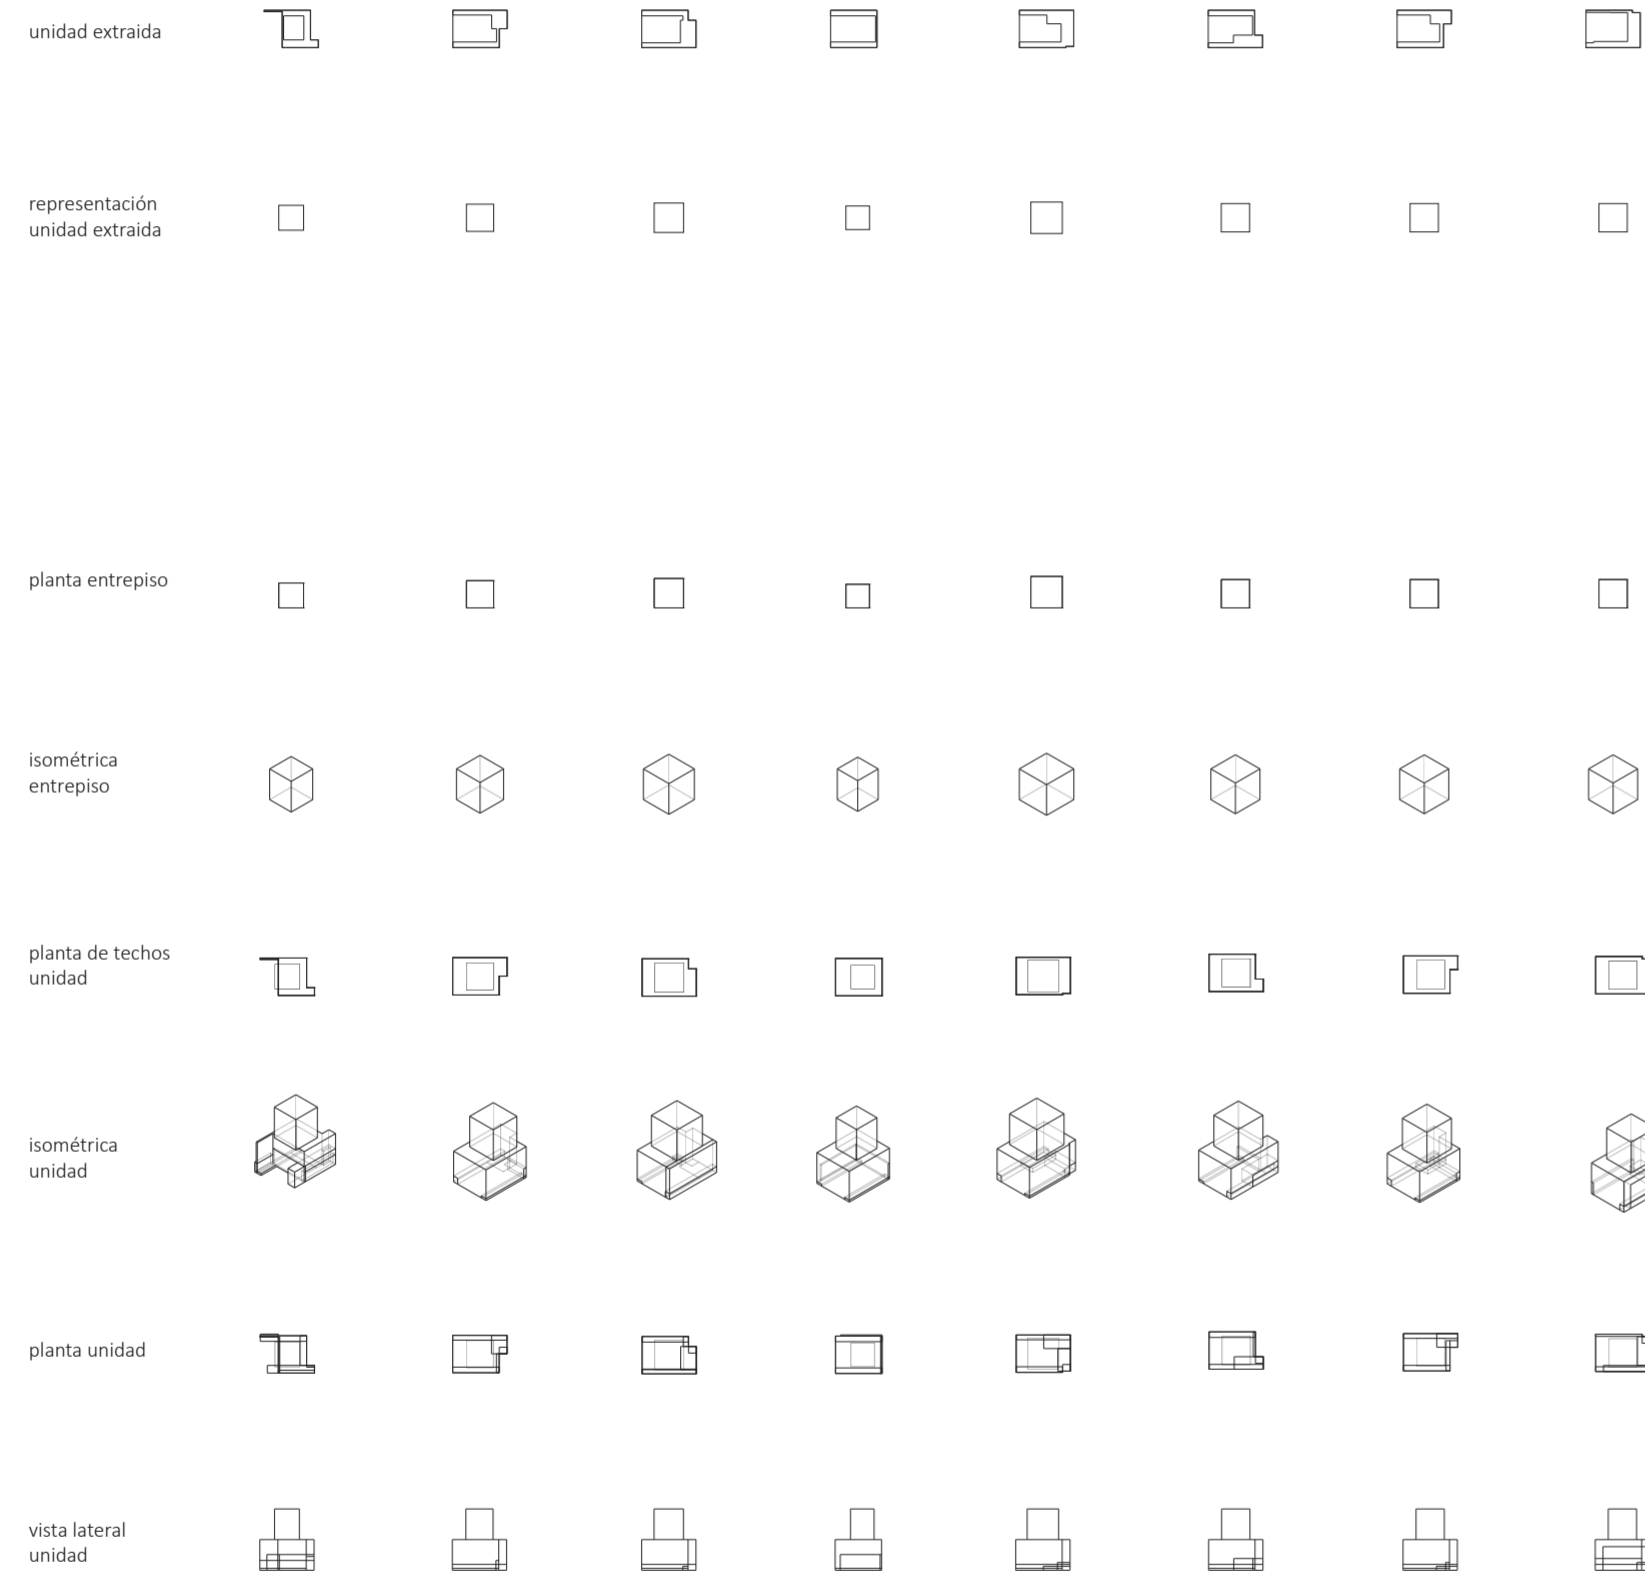 unidad extraida
representación
unidad extraida
planta entrepiso
isométrica
entrepiso
planta de techos
unidad
isométrica
unidad
planta unidad
vista lateral
unidad